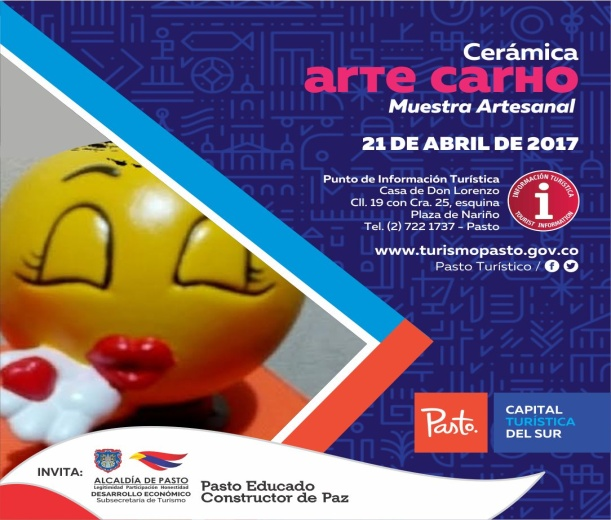 Cerámica
arte carho
Muestra Artesanal
21 DE ABRIL DE 2017
Punto de Información Turística
Casa de Don Lorenzo
Cll. 19 con Cra. 25, esquina
Plaza de Nariño
Tel. (2) 722 1737 - Pasto
INFORMACIÓN TURISTICA
i
TOURIST INFORMATION
www.turismopasto.gov.co
Pasto Turístico /
Pasto.
CAPITAL
TURÍSTICA
DEL SUR
INVITA:
ALCALDÍA DE PASTO
Legitimidad Participación Honestidad
DESARROLLO ECONÓMICO
Subsecretaría de Turismo
Pasto Educado
Constructor de Paz